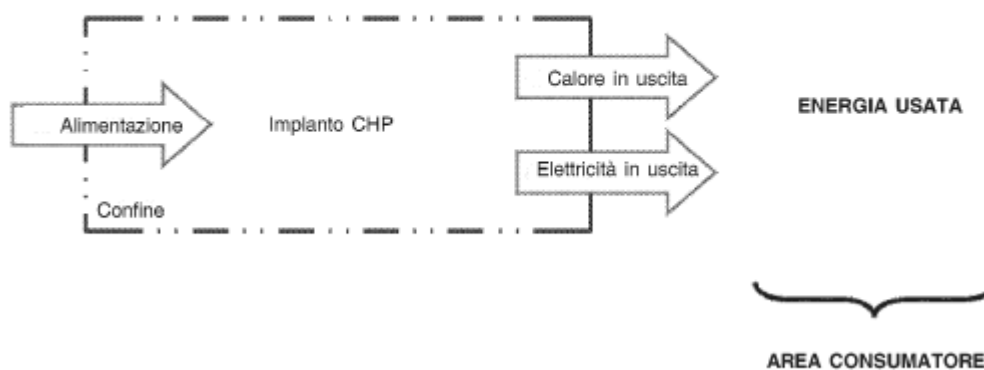 Calore in uscita
ENERGIA USATA
Alimentazione
Impianto CHP
Elettricità in uscita
Confine
AREA CONSUMATORE